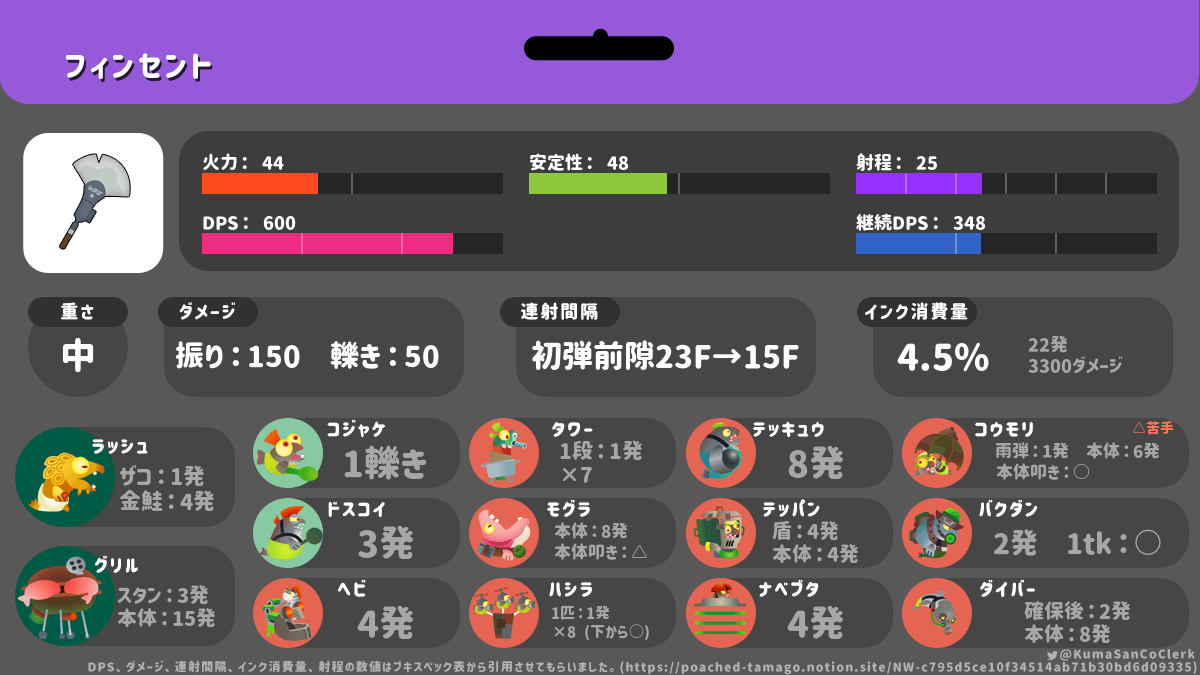 フィンセント
火力： 44
安定性： 48
射程： 25
DPS： 600
継続DPS： 348
重さ
中
ダメージ
振り：150 轢き：50
連射間隔
初弾前隙23F→15F
インク消費量
4.5%
22発
3300ダメージ
ラッシュ
ザコ：1発
金鮭：4発
グリル
スタン：3発
本体：15発
コジャケ
1轢き
ドスコイ
3発
ヘビ
4発
タワー
1段：1発
×7
モグラ
本体：8発
本体叩き：△
ハシラ
1匹：1発
×8 (下から○)
テッキュウ
8発
テッパン
盾：4発
本体：4発
ナベブタ
4発
コウモリ
△苦手
雨弾：1発 本体：6発
本体叩き：○
バクダン
2発 1tk：○
ダイバー
確保後：2発
本体：8発
@KumaSanCoClerk
DPS、ダメージ、連射間隔、インク消費量、射程の数値はブキスペック表から引用させてもらいました。(https://poached-tamago.notion.site/NW-c795d5ce10f34514ab71b30bd6d09335)